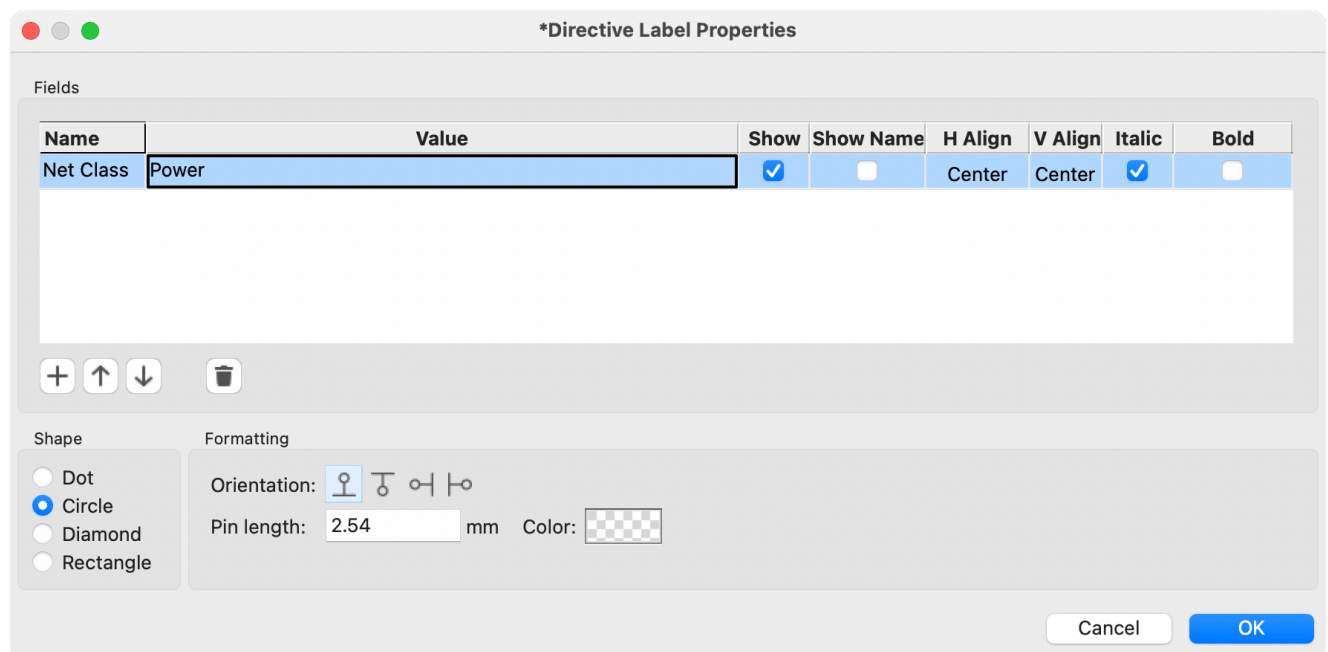 *Directive Label Properties
Fields
Name Value Show Show Name H Align V Align Italic Bold
Net Class Power Center Center
Shape Formatting
Dot Orientation:
Circle
Pin length: 2.54 mm Color:
Diamond
Rectangle
Cancel OK